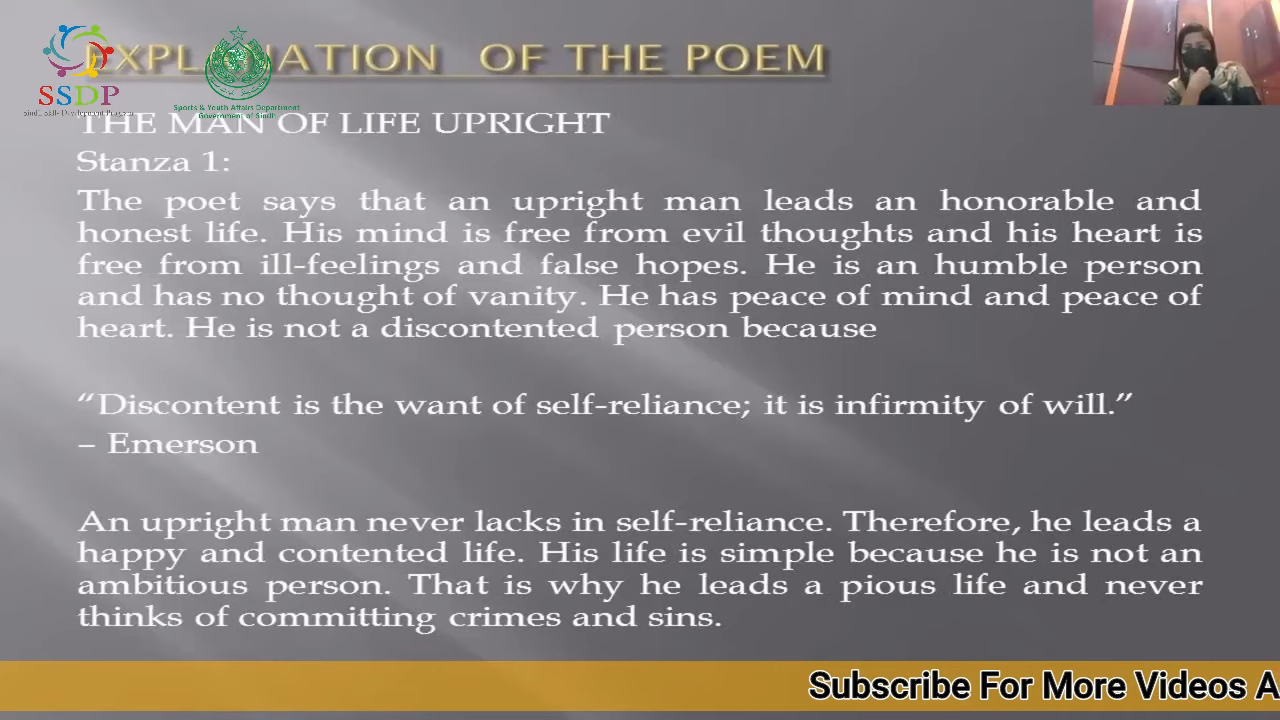 EXPLANATION OF THE POEM
SSDP
Sports & Youth Affairs Department
Government of Sindh
THE MAN OF LIFE UPRIGHT
Stanza 1:
The poet says that an upright man leads an honorable and
honest life. His mind is free from evil thoughts and his heart is
free from ill-feelings and false hopes. He is an humble person
and has no thought of vanity. He has peace of mind and peace of
heart. He is not a discontented person because
“Discontent is the want of self-reliance; it is infirmity of will.”
– Emerson
An upright man never lacks in self-reliance. Therefore, he leads a
happy and contented life. His life is simple because he is not an
ambitious person. That is why he leads a pious life and never
thinks of committing crimes and sins.
Subscribe For More Videos A